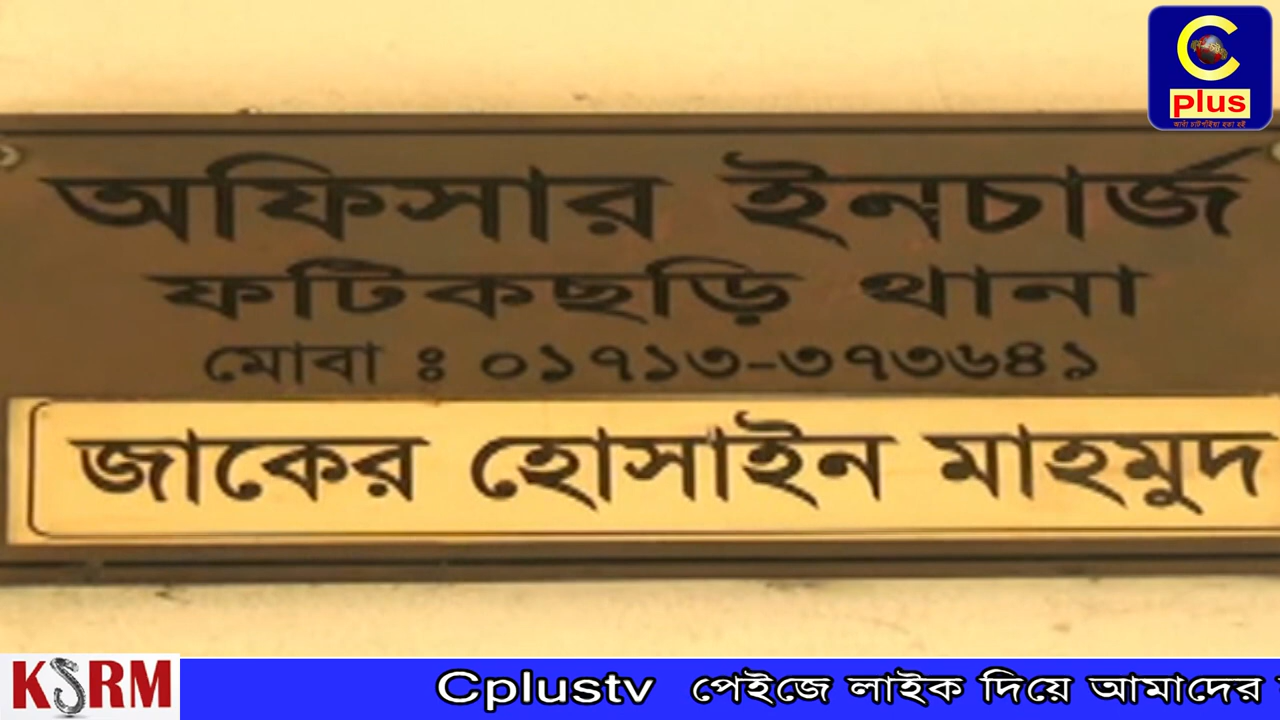 C
plus
অফিসার ইনচার্জ
ফটিকছড়ি থানা
মোবা ঃ ০১৭১৩-৩৭৩৬৪১
জাকের হোসাইন মাহমুদ
KSRM
Cplustv পেইজে লাইক দিয়ে আমাদের